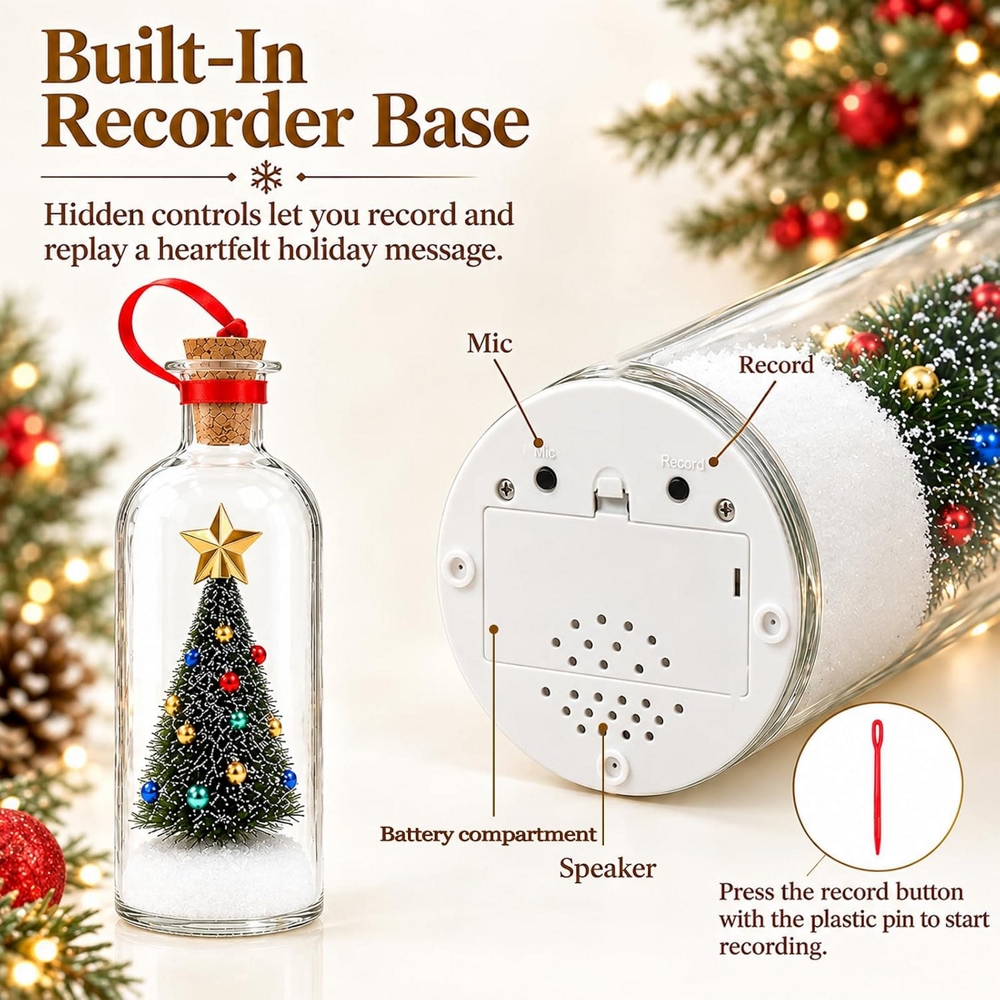 Built-In
Recorder Base
Hidden controls let you record and
replay a heartfelt holiday message.
Mic
Record
Mic
Record
Battery compartment
Speaker
Press the record button
with the plastic pin to start
recording.